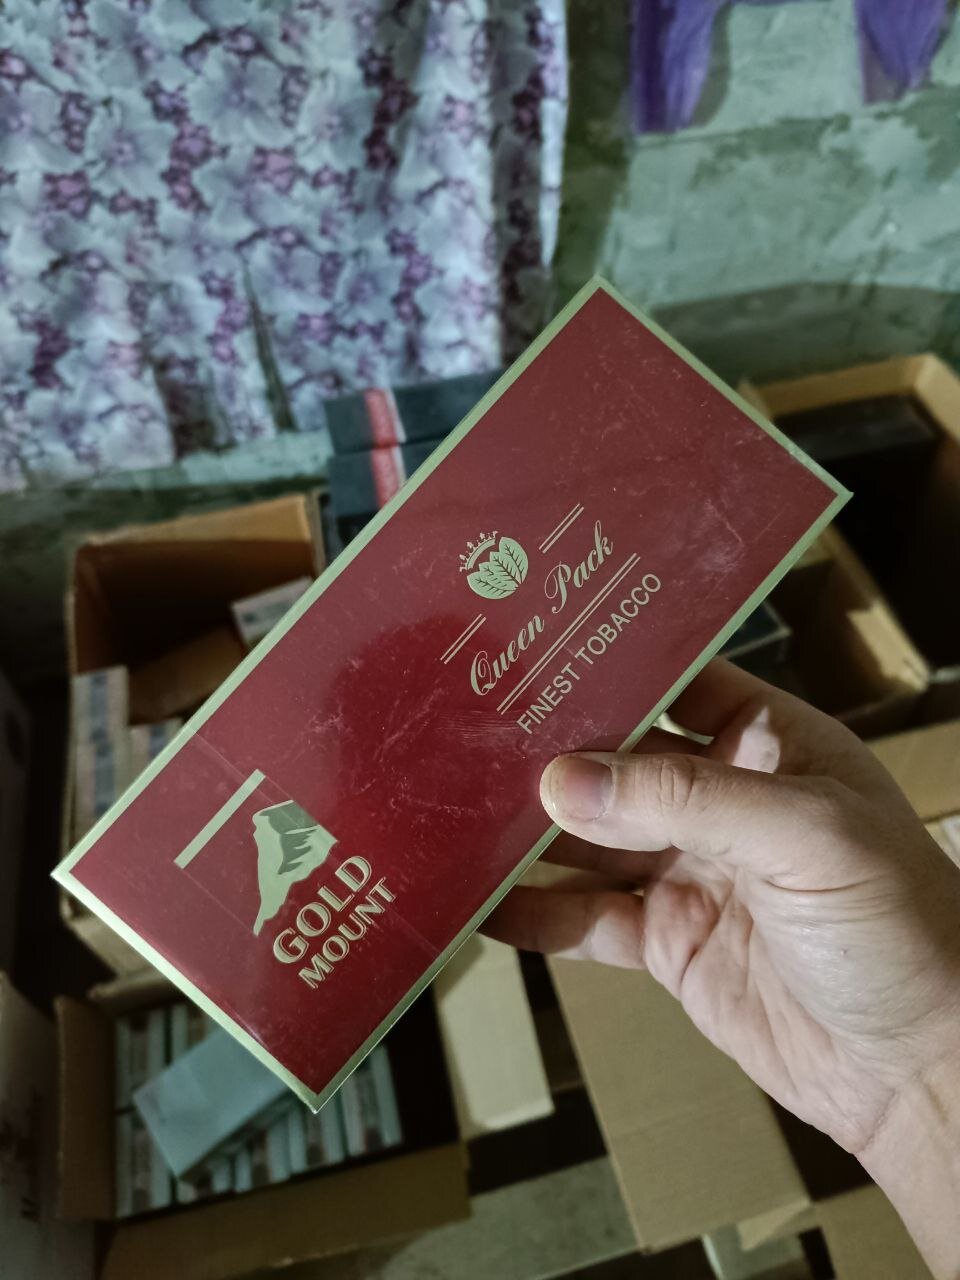 Queen Pack
FINEST TOBACCO
GOLD
MOUNT